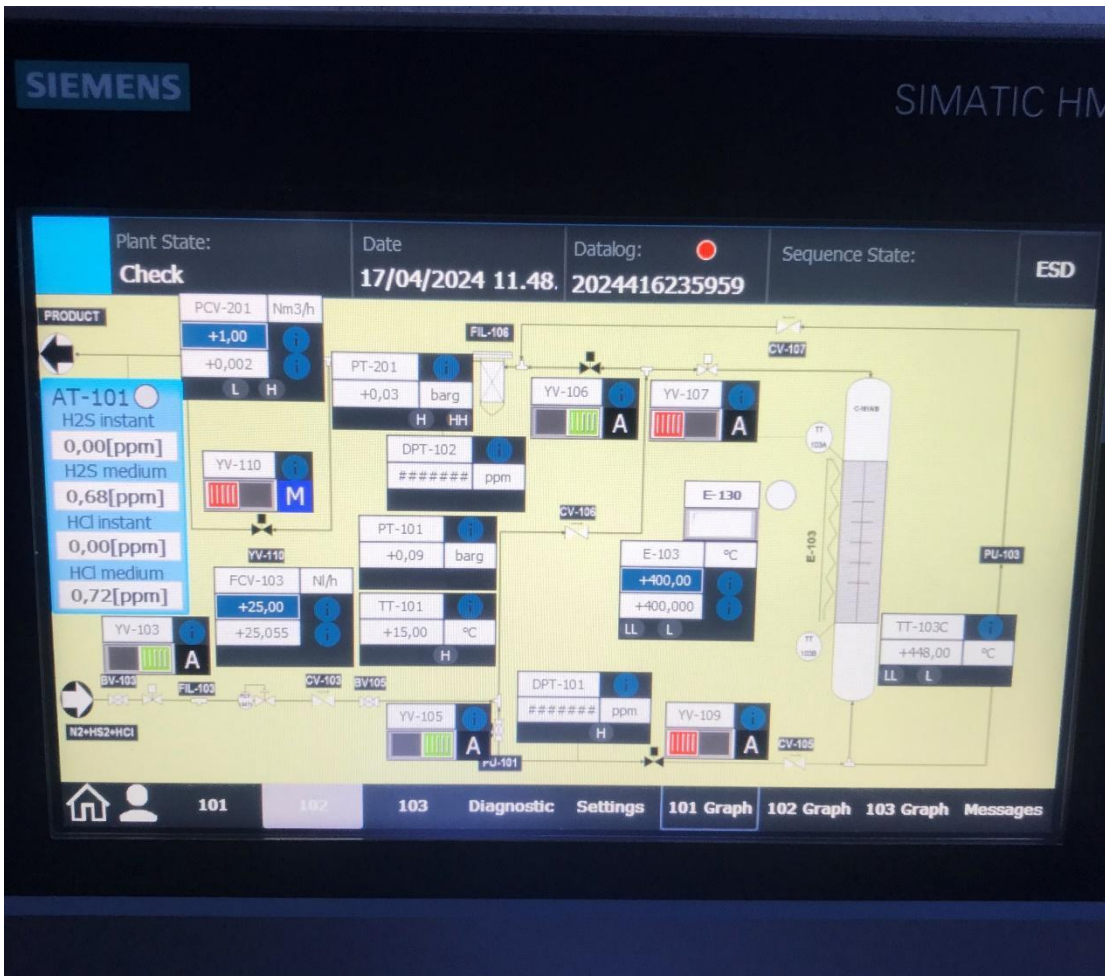 SIEMENS
SIMATIC HM
Plant State:
Check
Date
17/04/2024 11.48.
Datalog:
2024416235959
Sequence State:
ESD
PRODUCT
PCV-201 Nm3/h
+1,00
+0,002
L H
AT-101
H2S instant
0,00[ppm]
H2S medium
0,68[ppm]
HCl instant
0,00[ppm]
HCl medium
0,72[ppm]
PT-201
+0,03 barg
H HH
FIL-106
CV-107
YV-106
A
YV-107
A
C-101AB
TT
103A
DPT-102
####### ppm
YV-110
M
YV-110
E-130
CV-106
PT-101
+0,09 barg
E-103 °C
+400,00
+400,000
LL L
E-103
PU-103
FCV-103 Nl/h
+25,00
+25,055
TT-101
+15,00 °C
H
TT
103B
TT-103C
+448,00 °C
LL L
YV-103
A
BV-103
FIL-103
CV-103
BV105
N2+HS2+HCl
YV-105
A
PU-101
DPT-101
####### ppm
H
YV-109
A
CV-105
101 102 103 Diagnostic Settings 101 Graph 102 Graph 103 Graph Messages